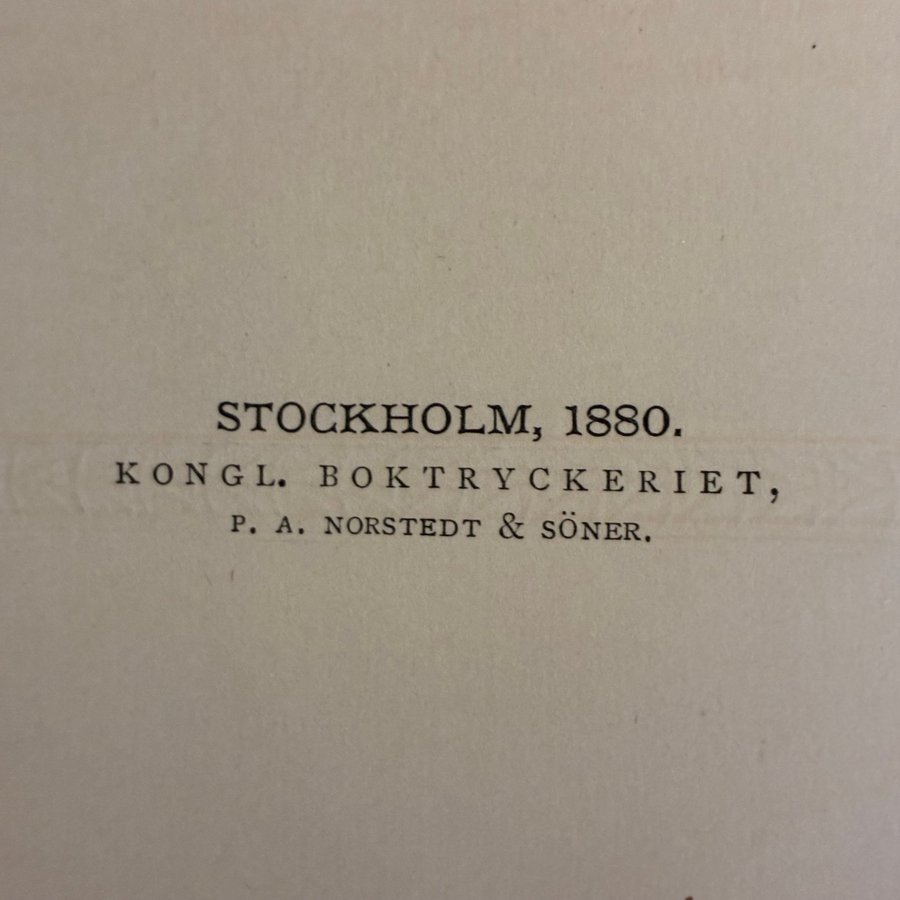 STOCKHOLM, 1880.
KONGL. BOKTRYCKERIET,
P. A. NORSTEDT & SÖNER.